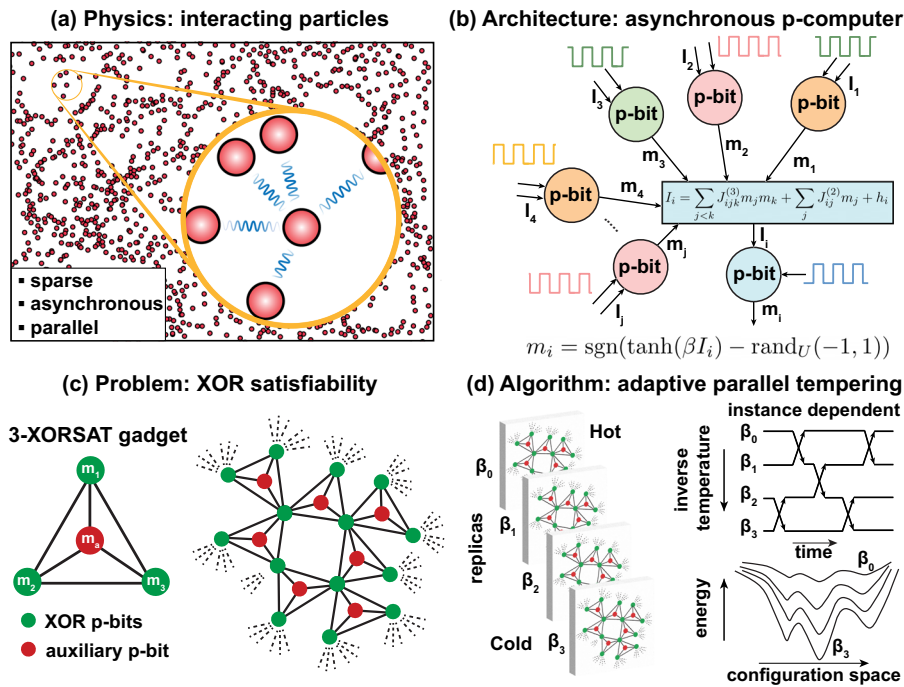 (a) Physics: interacting particles
▪ sparse
▪ asynchronous
▪ parallel
(b) Architecture: asynchronous p-computer
I₃
p-bit
m₃
I₂
p-bit
m₂
I₁
p-bit
m₁
p-bit
I₄
m₄
p-bit
I_j
m_j
I_i = ∑_{j<k} J_{ijk}^{(3)} m_j m_k + ∑_j J_{ij}^{(2)} m_j + h_i
I_i
p-bit
m_i
m_i = sgn(tanh(βI_i) − rand_U(−1, 1))
(c) Problem: XOR satisfiability
3-XORSAT gadget
m₁
m_a
m₂
m₃
XOR p-bits
auxiliary p-bit
(d) Algorithm: adaptive parallel tempering
replicas
Hot
β₀
β₁
β₂
β₃
Cold
instance dependent
inverse
temperature
β₀
β₁
β₂
β₃
time
energy
β₀
β₃
configuration space